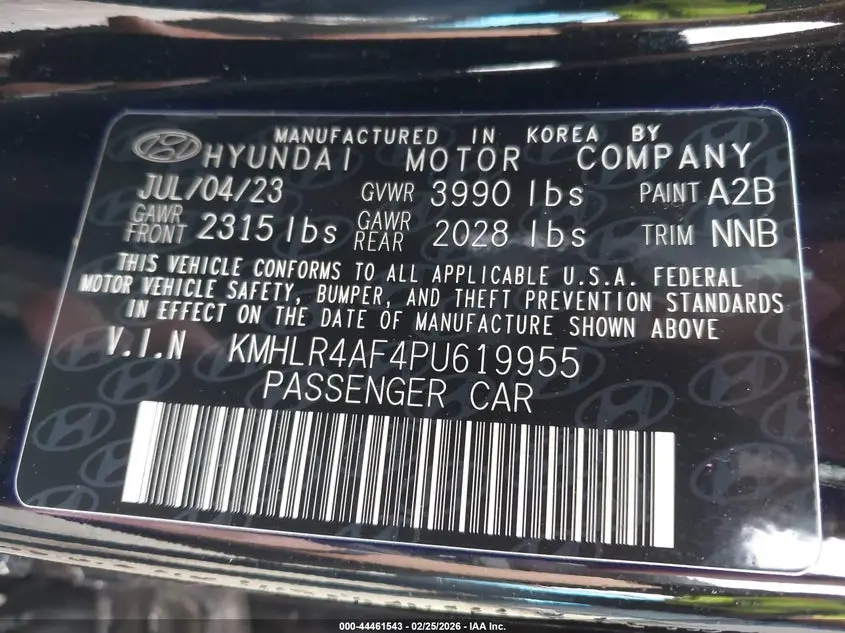 MANUFACTURED IN KOREA BY
HYUNDAI MOTOR COMPANY
JUL/04/23 GVWR 3990 lbs PAINT A2B
GAWR FRONT 2315 lbs GAWR REAR 2028 lbs TRIM NNB
THIS VEHICLE CONFORMS TO ALL APPLICABLE U.S.A. FEDERAL
MOTOR VEHICLE SAFETY, BUMPER, AND THEFT PREVENTION STANDARDS
IN EFFECT ON THE DATE OF MANUFACTURE SHOWN ABOVE
V.I.N KMHLR4AF4PU619955
PASSENGER CAR
000-44461543 - 02/25/2026 - IAA Inc.